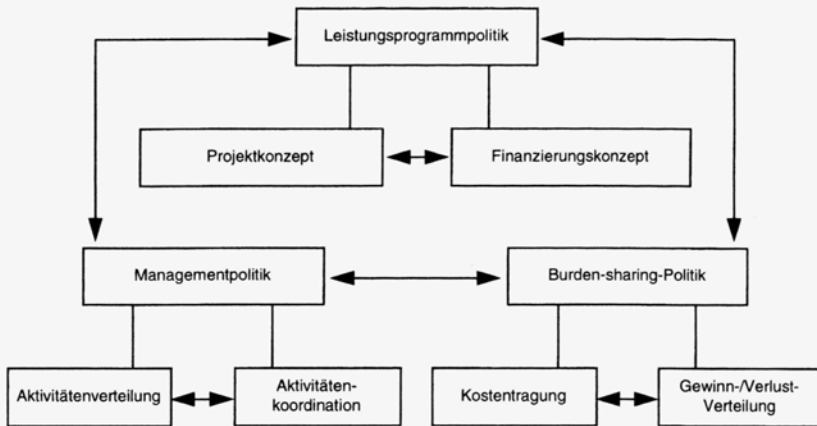 Leistungsprogrammpolitik
Projektkonzept
Finanzierungskonzept
Managementpolitik
Burden-sharing-Politik
Aktivitätenverteilung
Aktivitäten-
koordination
Kostentragung
Gewinn-/Verlust-
Verteilung